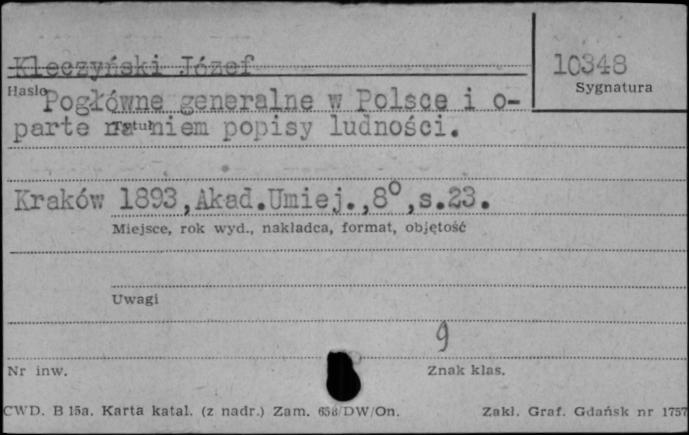 Kleczyński Józef
10348
Sygnatura
Hasło
Pogłówne generalne w Polsce i o-
parte na niem popisy ludności.
Tytuł
Kraków 1893,Akad.Umiej.,8°,s.23.
Miejsce, rok wyd., nakładca, format, objętość
Uwagi
9
Nr inw.
Znak klas.
CWD. B 15a. Karta katal. (z nadr.) Zam. 658/DW/On.
Zakł. Graf. Gdańsk nr 1757